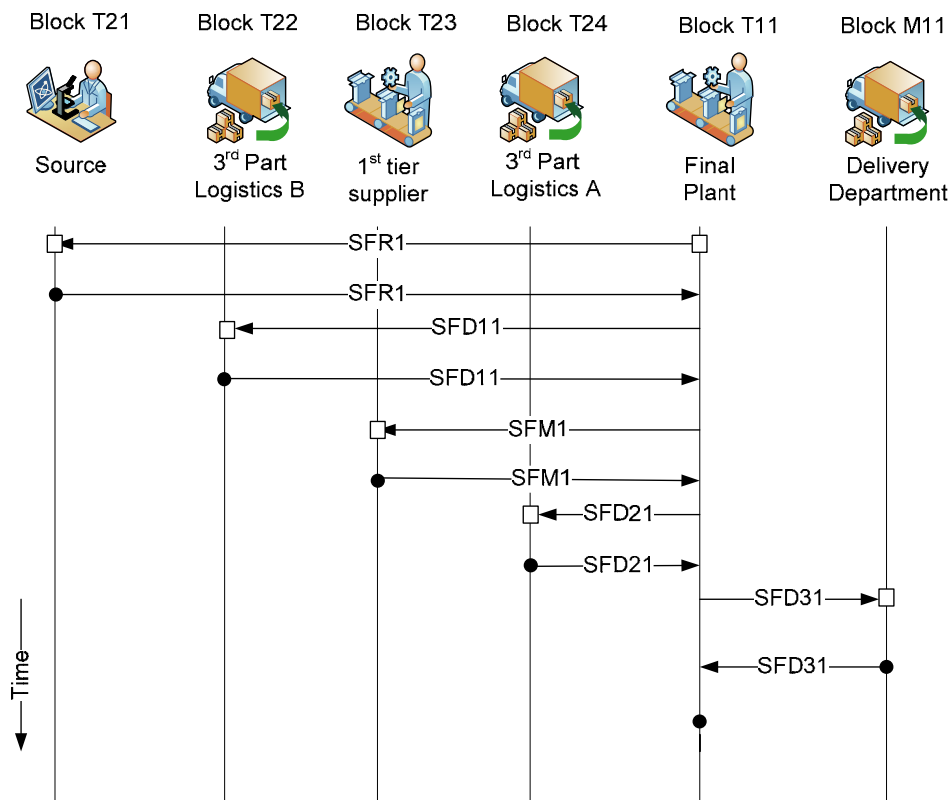 Block T21
Block T22
Block T23
Block T24
Block T11
Block M11
Source
3rd Part
Logistics B
1st tier
supplier
3rd Part
Logistics A
Final
Plant
Delivery
Department
SFR1
SFR1
SFD11
SFD11
SFM1
SFM1
SFD21
SFD21
SFD31
SFD31
Time